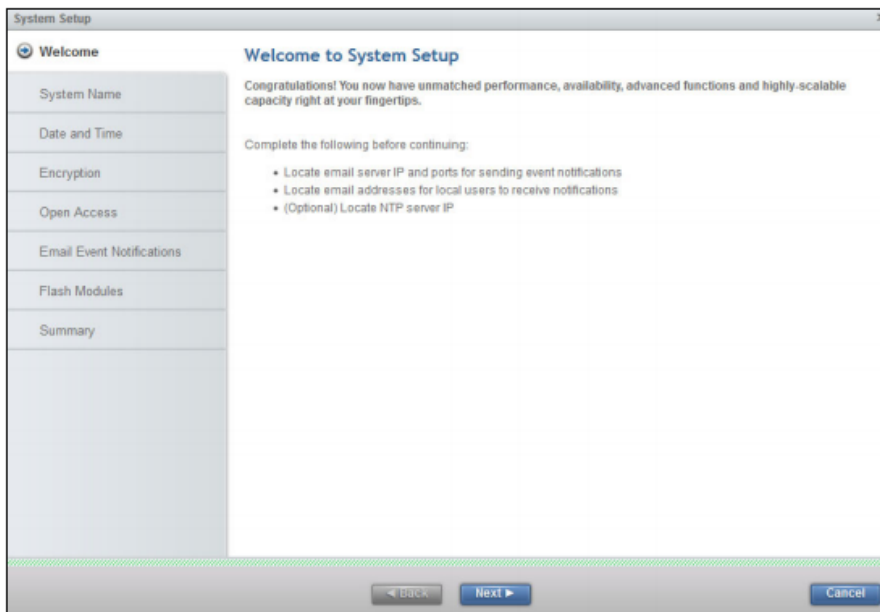 System Setup
Welcome
System Name
Date and Time
Encryption
Open Access
Email Event Notifications
Flash Modules
Summary
Welcome to System Setup
Congratulations! You now have unmatched performance, availability, advanced functions and highly-scalable
capacity right at your fingertips.
Complete the following before continuing:
• Locate email server IP and ports for sending event notifications
• Locate email addresses for local users to receive notifications
• (Optional) Locate NTP server IP
◄ Back
Next ►
Cancel